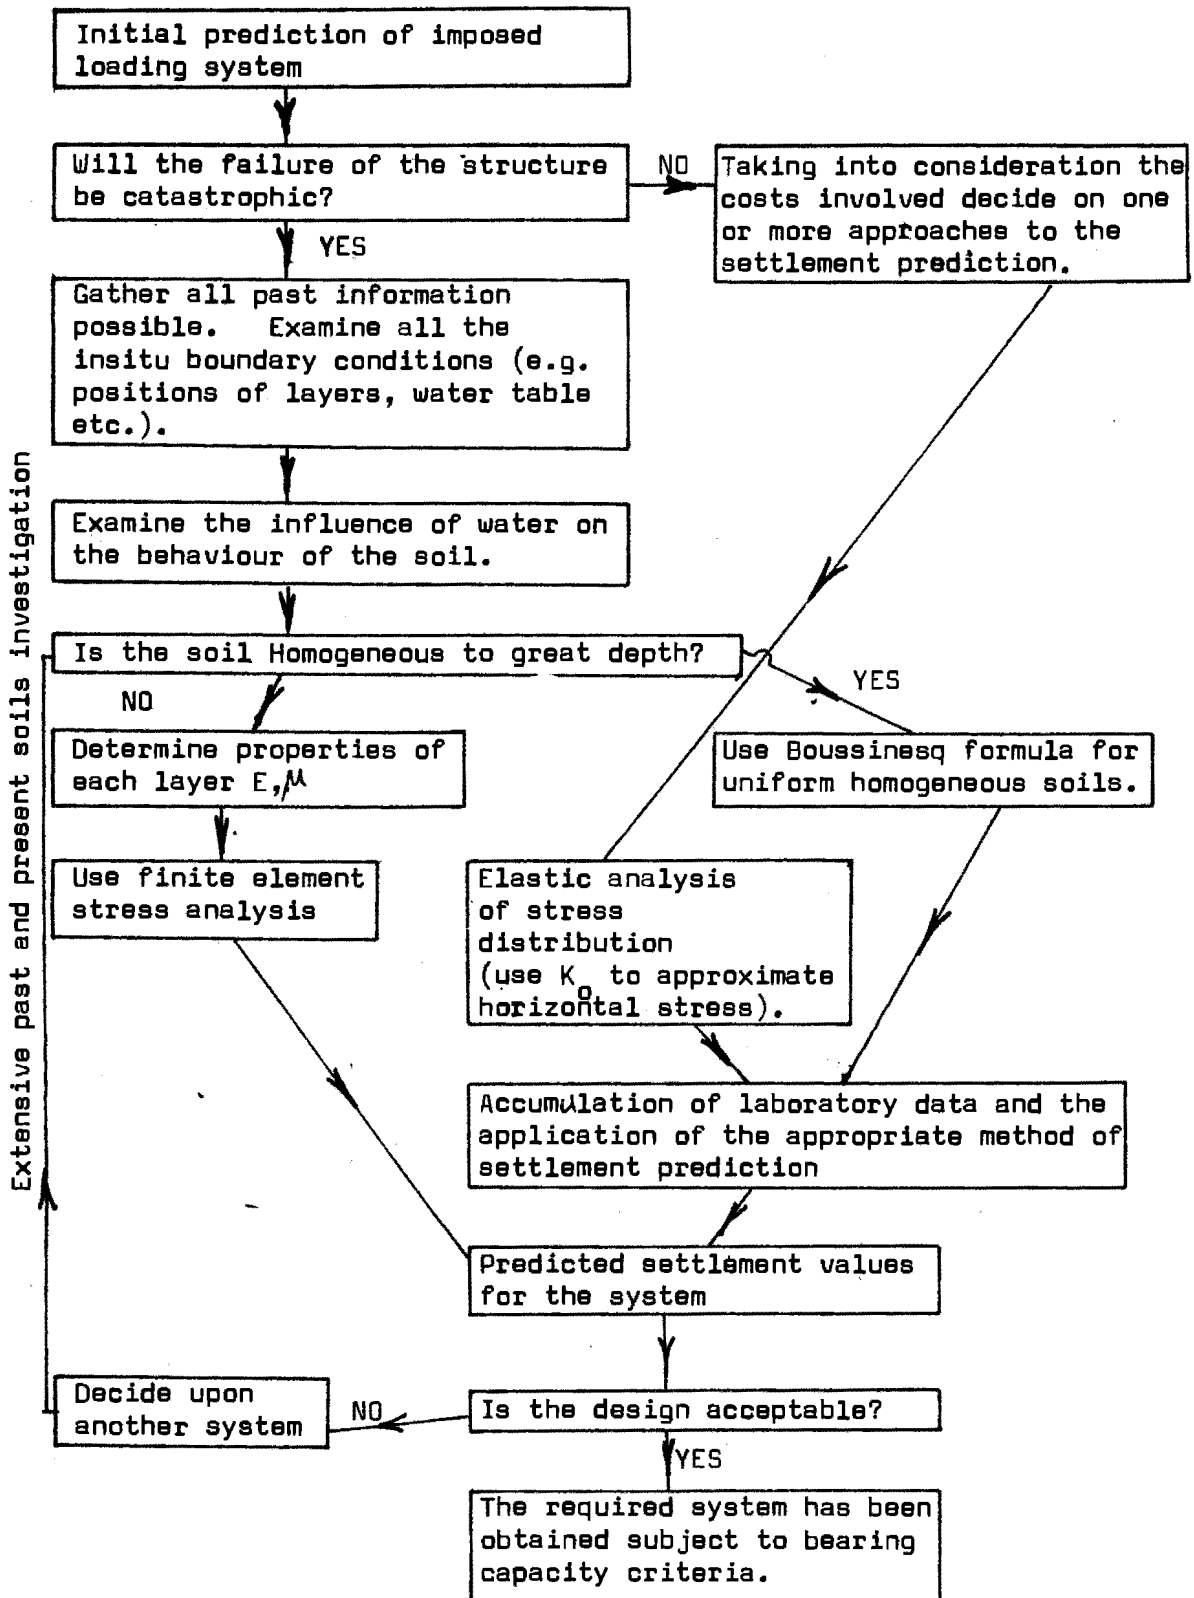 Initial prediction of imposed
loading system
Will the failure of the structure
be catastrophic?
NO
Taking into consideration the
costs involved decide on one
or more approaches to the
settlement prediction.
YES
Gather all past information
possible. Examine all the
insitu boundary conditions (e.g.
positions of layers, water table
etc.).
Examine the influence of water on
the behaviour of the soil.
Is the soil Homogeneous to great depth?
YES
NO
Determine properties of
each layer E,μ
Use Boussinesq formula for
uniform homogeneous soils.
Use finite element
stress analysis
Elastic analysis
of stress
distribution
(use Ko to approximate
horizontal stress).
Accumulation of laboratory data and the
application of the appropriate method of
settlement prediction
Predicted settlement values
for the system
Is the design acceptable?
NO
Decide upon
another system
Extensive past and present soils investigation
YES
The required system has been
obtained subject to bearing
capacity criteria.